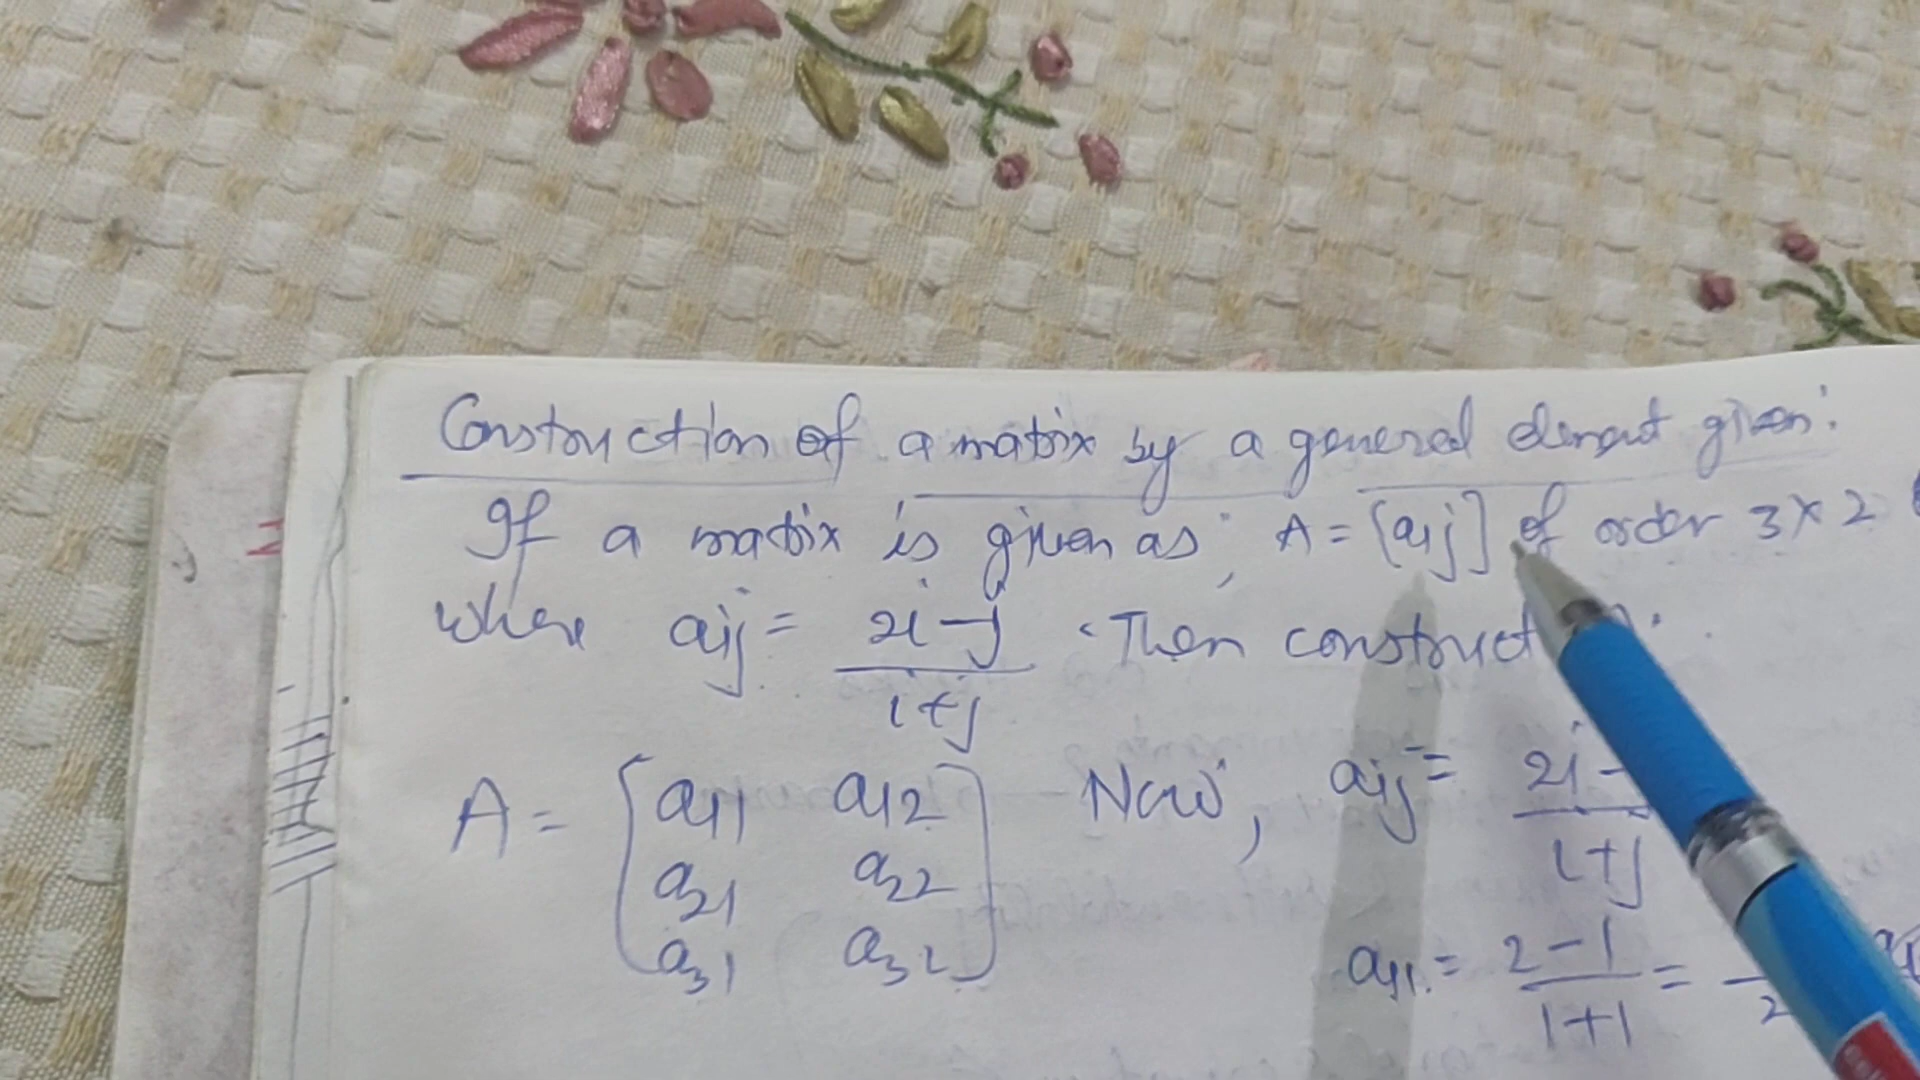 Construction of a matrix by a general element given:
If a matrix is given as, A = [aij] of order 3×2
where aij = 2i-j / i+j . Then construct
A = [a11 a12 Now, aij = 2i- / i+j
a21 a22
a31 a32] a11 = 2-1 / 1+1 = / 2